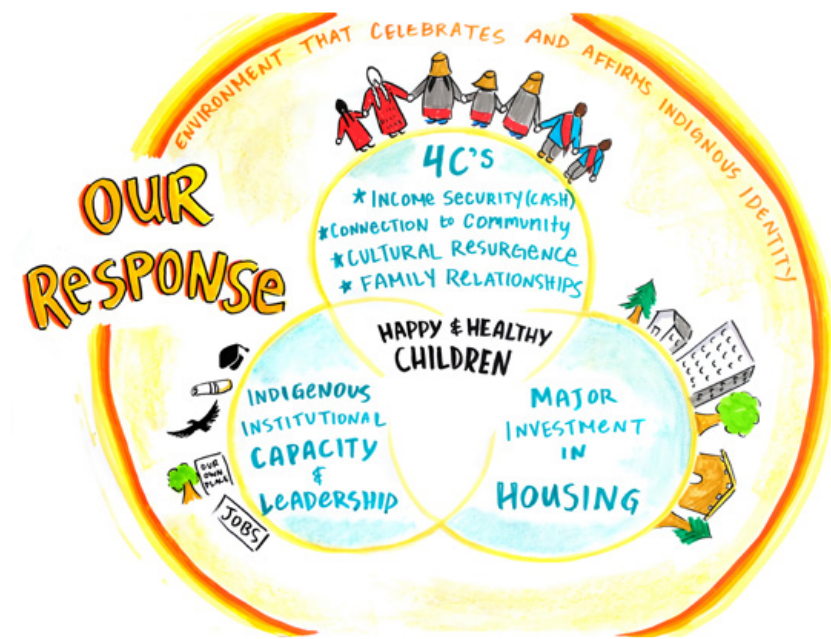 ENVIRONMENT THAT CELEBRATES AND AFFIRMS INDIGNOUS IDENTITY
OUR
RESPONSE
4C'S
* INCOME SECURITY (CASH)
* CONNECTION to COMMUNITY
* CULTURAL RESURGENCE
* FAMILY RELATIONSHIPS
HAPPY & HEALTHY
CHILDREN
INDIGENOUS
INSTITUTIONAL
CAPACITY
&
LEADERSHIP
MAJOR
INVESTMENT
IN
HOUSING
OUR
OWN
PLACE
JOBS